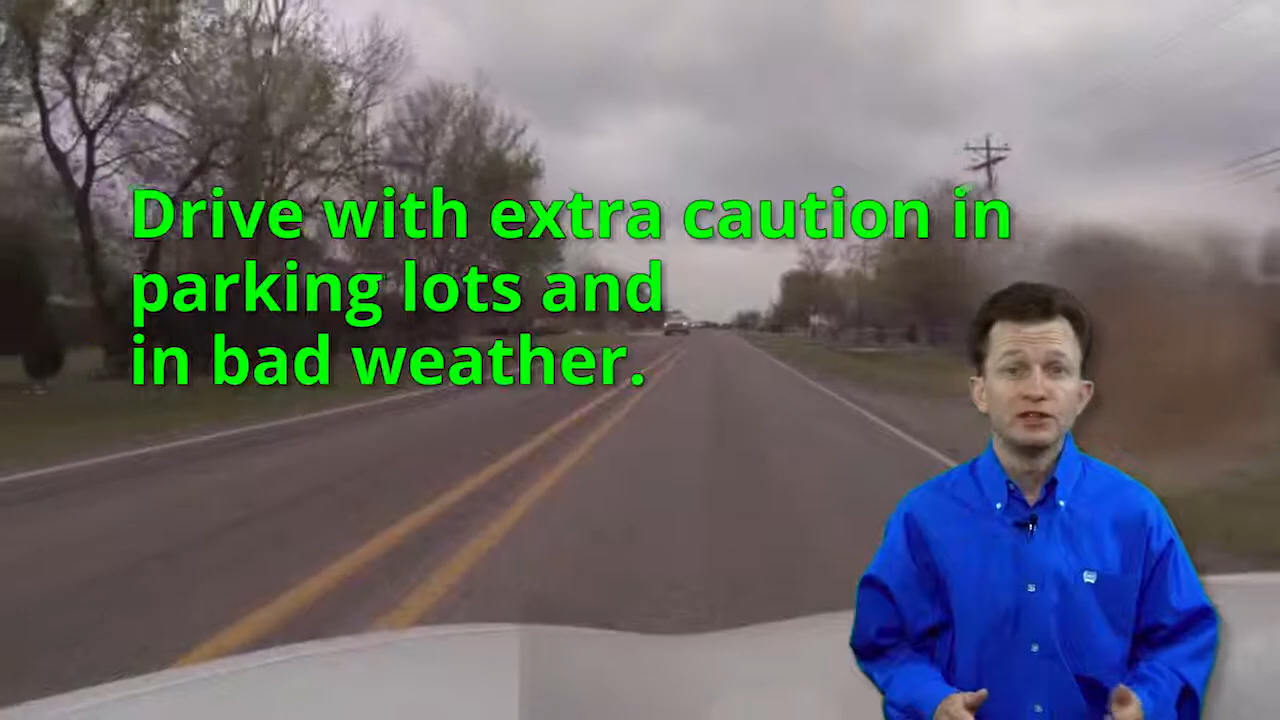 Drive with extra caution in
parking lots and
in bad weather.